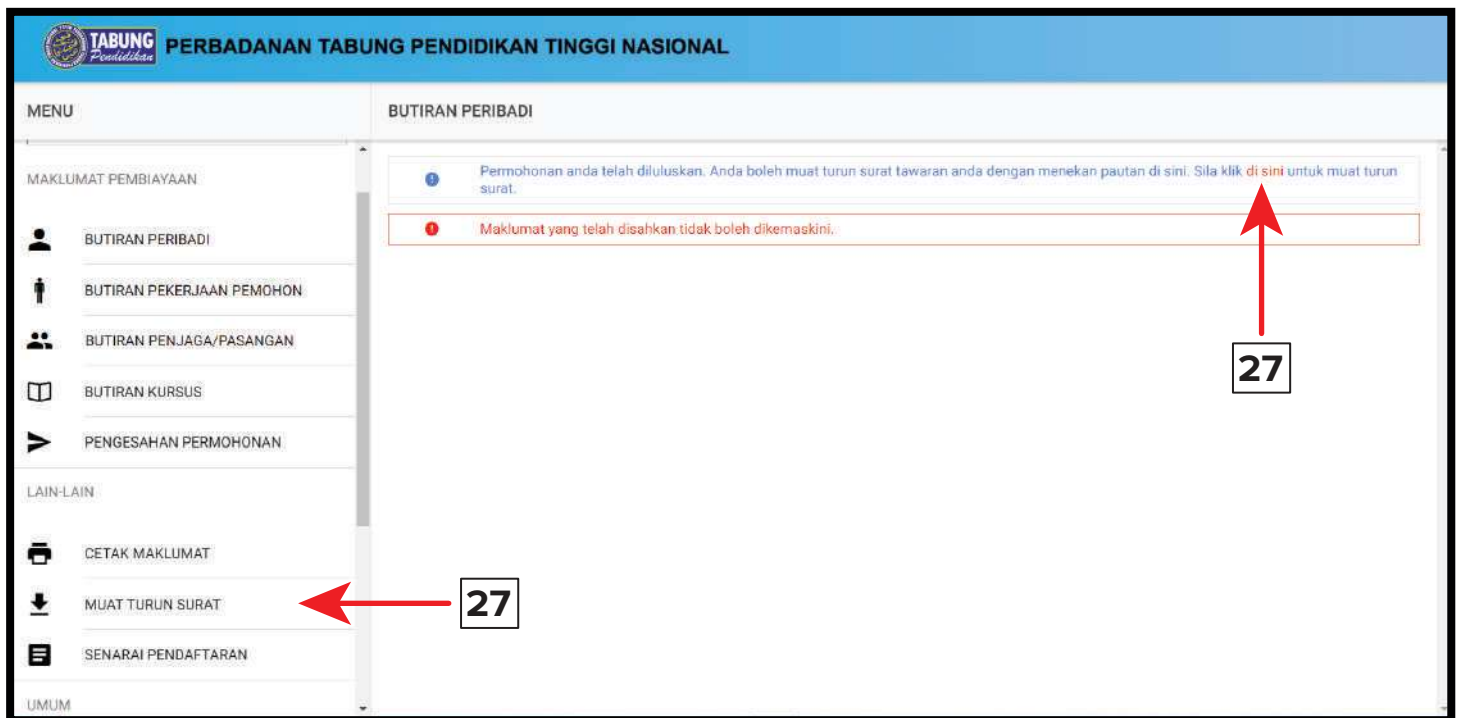 TABUNG
Pendidikan
PERBADANAN TABUNG PENDIDIKAN TINGGI NASIONAL
MENU
BUTIRAN PERIBADI
MAKLUMAT PEMBIAYAAN
BUTIRAN PERIBADI
BUTIRAN PEKERJAAN PEMOHON
BUTIRAN PENJAGA/PASANGAN
BUTIRAN KURSUS
PENGESAHAN PERMOHONAN
LAIN-LAIN
CETAK MAKLUMAT
MUAT TURUN SURAT
SENARAI PENDAFTARAN
UMUM
Permohonan anda telah diluluskan. Anda boleh muat turun surat tawaran anda dengan menekan pautan di sini. Sila klik di sini untuk muat turun
surat.
Maklumat yang telah disahkan tidak boleh dikemaskini.
27
27